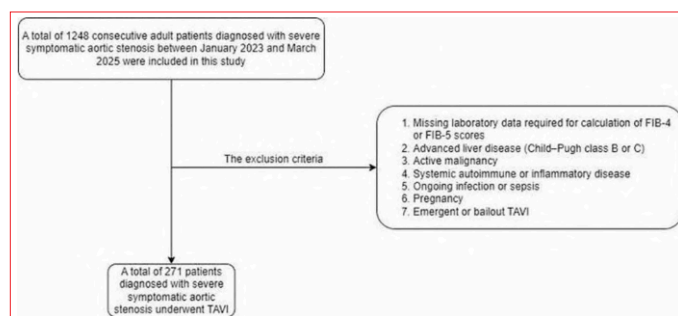 A total of 1248 consecutive adult patients diagnosed with severe
symptomatic aortic stenosis between January 2023 and March
2025 were included in this study
1. Missing laboratory data required for calculation of FIB-4
or FIB-5 scores
2. Advanced liver disease (Child–Pugh class B or C)
3. Active malignancy
4. Systemic autoimmune or inflammatory disease
5. Ongoing infection or sepsis
6. Pregnancy
7. Emergent or bailout TAVI
The exclusion criteria
A total of 271 patients
diagnosed with severe
symptomatic aortic
stenosis underwent TAVI